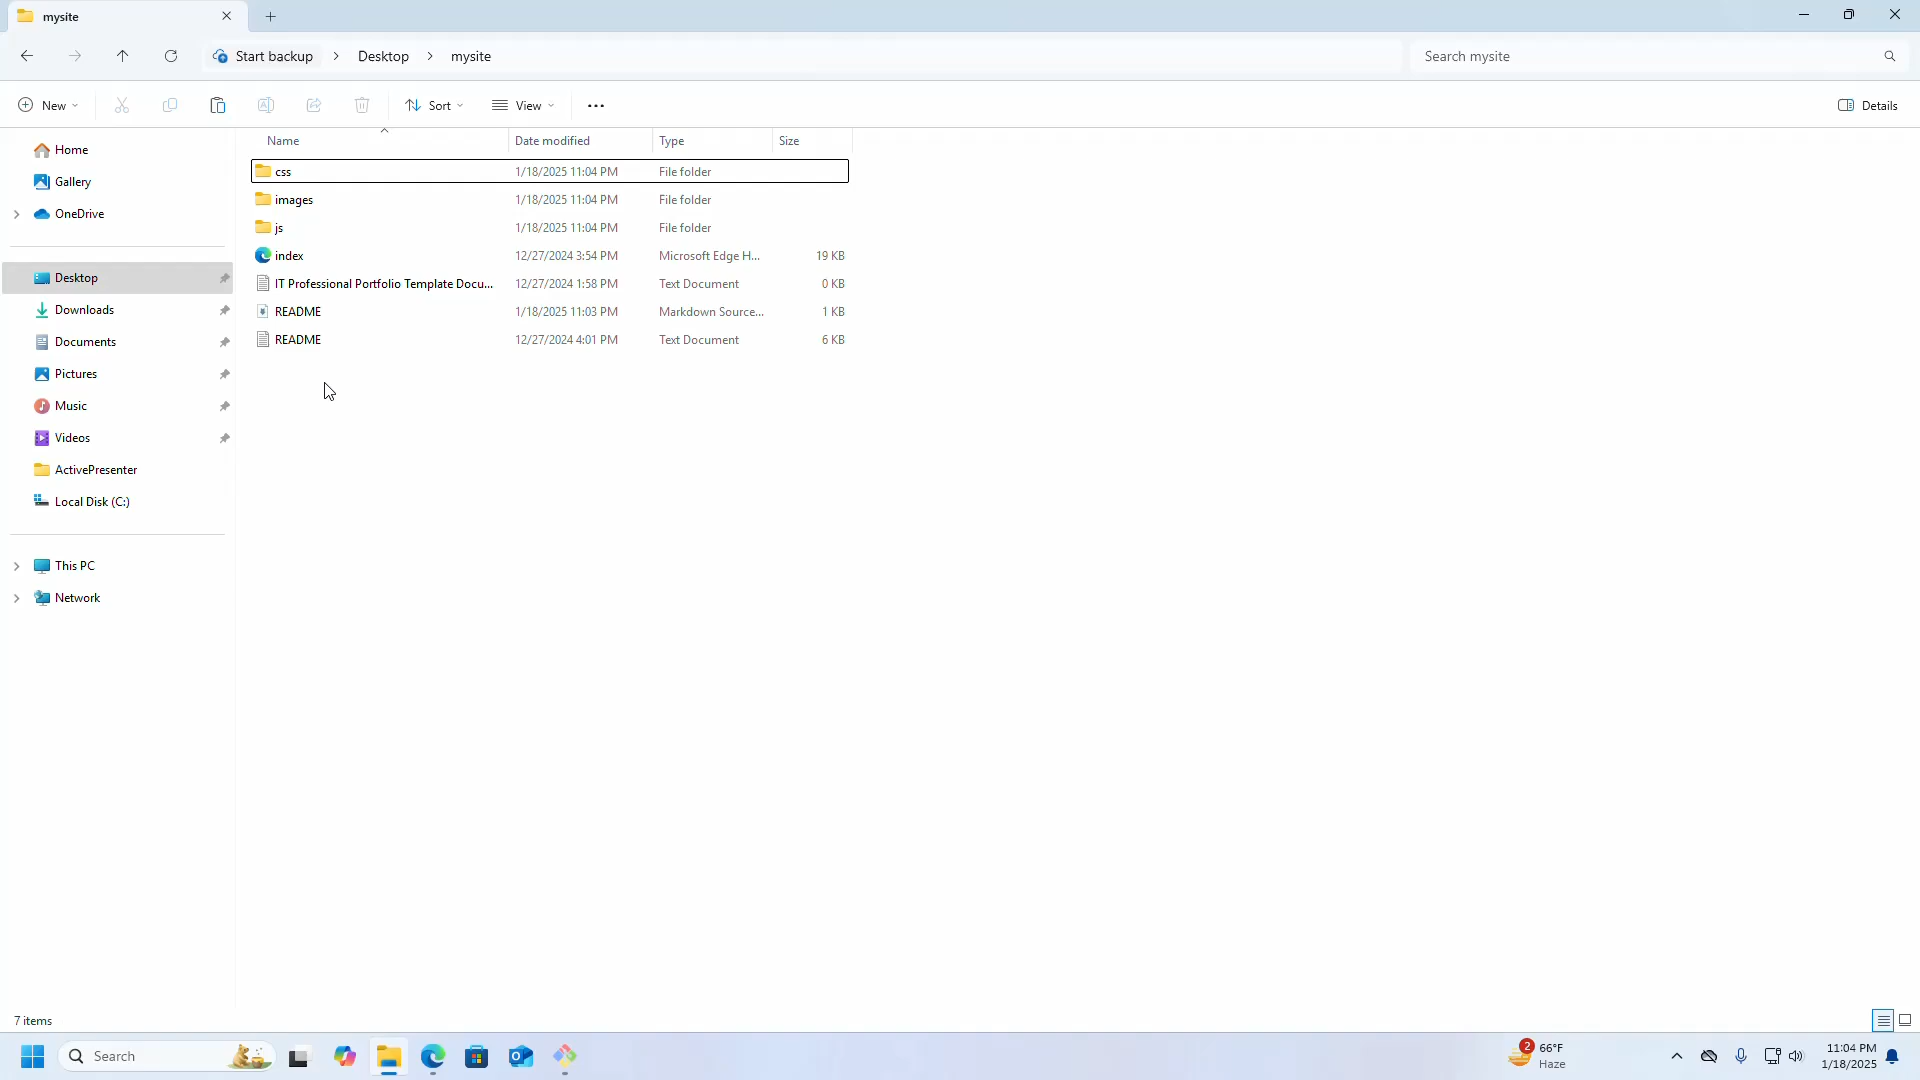 mysite
Start backup > Desktop > mysite
Search mysite
New
Sort
View
Details
Name Date modified Type Size
css 1/18/2025 11:04 PM File folder
images 1/18/2025 11:04 PM File folder
js 1/18/2025 11:04 PM File folder
index 12/27/2024 3:54 PM Microsoft Edge H... 19 KB
IT Professional Portfolio Template Docu... 12/27/2024 1:58 PM Text Document 0 KB
README 1/18/2025 11:03 PM Markdown Source... 1 KB
README 12/27/2024 4:01 PM Text Document 6 KB
Home
Gallery
OneDrive
Desktop
Downloads
Documents
Pictures
Music
Videos
ActivePresenter
Local Disk (C:)
This PC
Network
7 items
Search
2
66°F
Haze
11:04 PM
1/18/2025